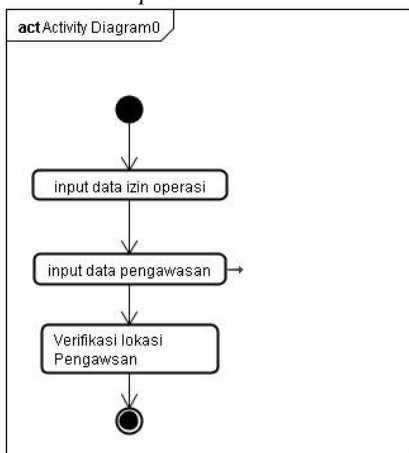 act Activity Diagram0
input data izin operasi
input data pengawasan
Verifikasi lokasi
Pengawsan